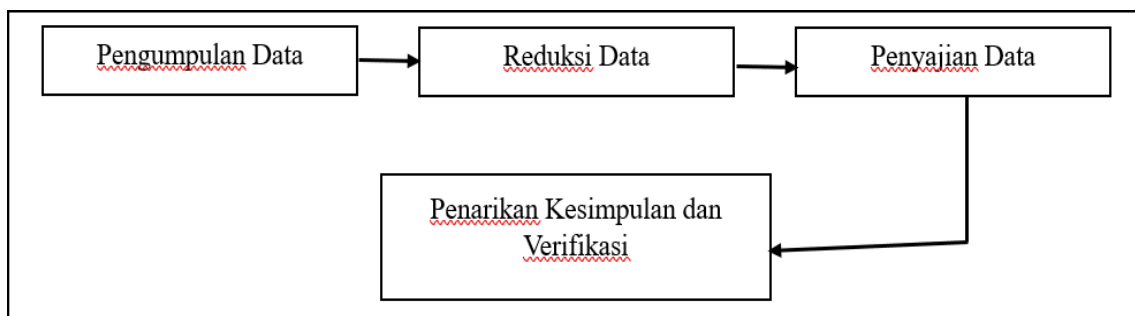 Pengumpulan Data
Reduksi Data
Penyajian Data
Penarikan Kesimpulan dan
Verifikasi